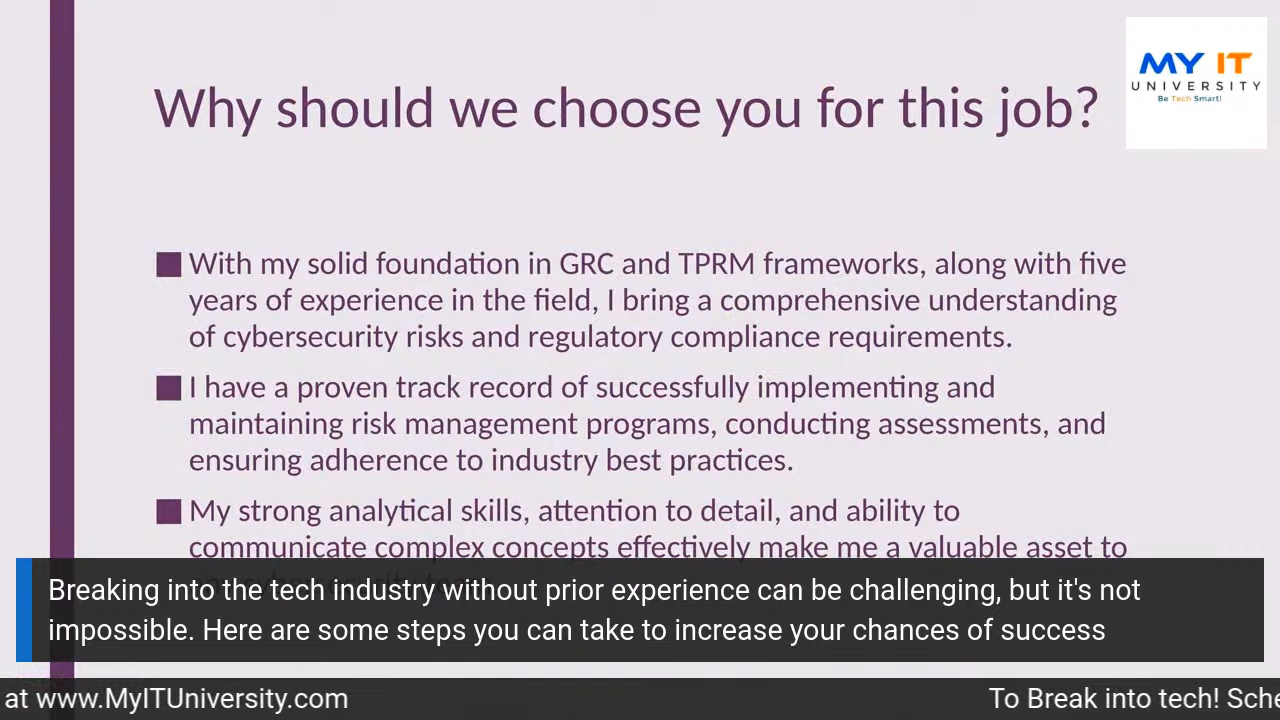 Why should we choose you for this job?
MY IT
UNIVERSITY
Be Tech Smart!
■ With my solid foundation in GRC and TPRM frameworks, along with five
years of experience in the field, I bring a comprehensive understanding
of cybersecurity risks and regulatory compliance requirements.
■ I have a proven track record of successfully implementing and
maintaining risk management programs, conducting assessments, and
ensuring adherence to industry best practices.
■ My strong analytical skills, attention to detail, and ability to
communicate complex concepts effectively make me a valuable asset to
Breaking into the tech industry without prior experience can be challenging, but it's not
impossible. Here are some steps you can take to increase your chances of success
at www.MyITUniversity.com
To Break into tech! Sche